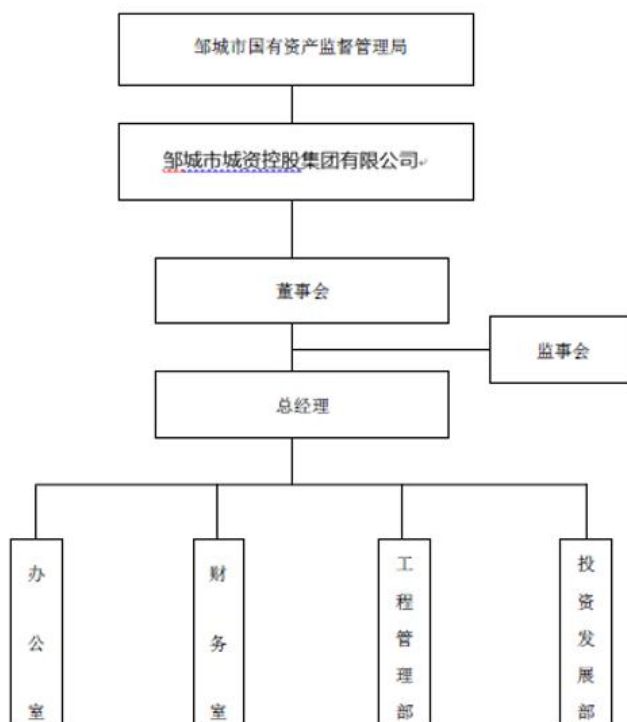 邹城市国有资产监督管理局
邹城市城资控股集团有限公司
董事会
监事会
总经理
办公室
财务室
工程管理部
投资发展部